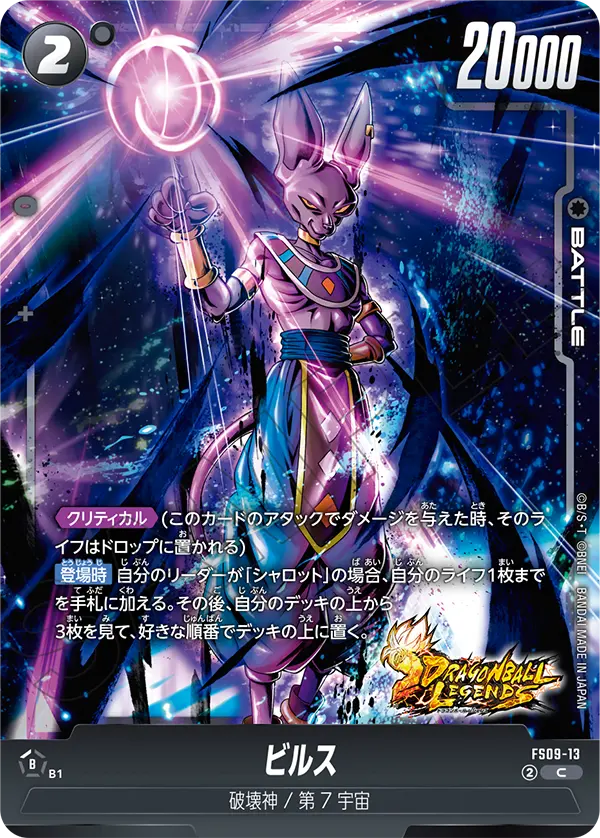 2
20000
BATTLE
クリティカル (このカードのアタックでダメージを与えた時、そのラ
イフはドロップに置かれる)
登場時 自分のリーダーが「シャロット」の場合、自分のライフ1枚まで
を手札に加える。その後、自分のデッキの上から
3枚を見て、好きな順番でデッキの上に置く。
©B/S・T ©BNE BANDAI MADE IN JAPAN
DRAGONBALL
LEGENDS
ビルス
FS09-13
B
B1
② C
破壊神 / 第7宇宙